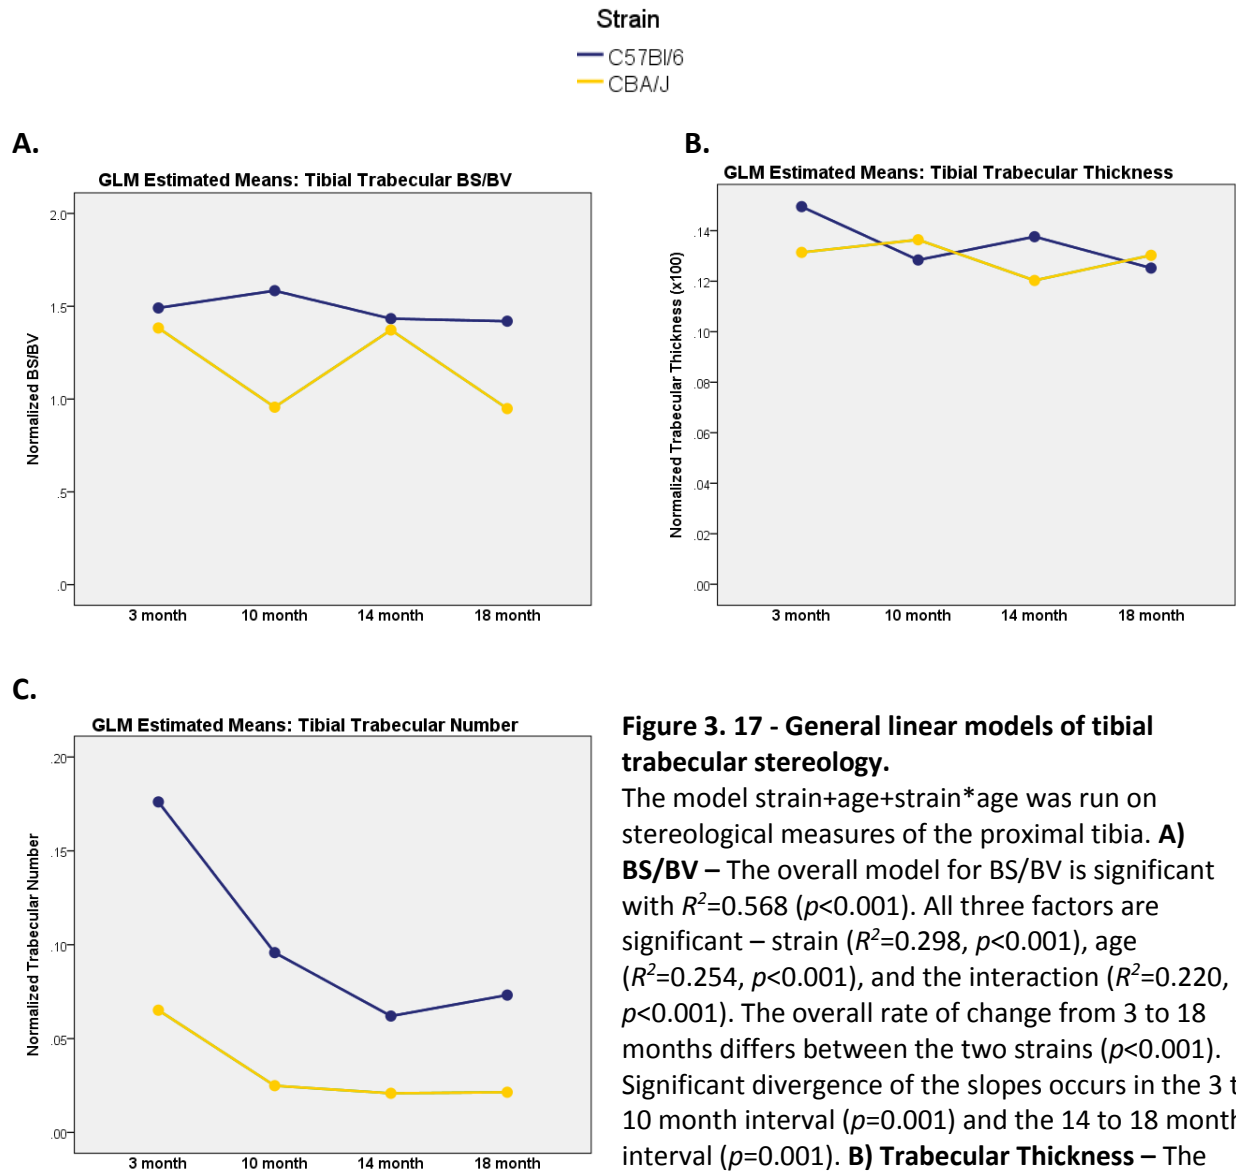 Strain
C57Bl/6
CBA/J
A.
GLM Estimated Means: Tibial Trabecular BS/BV
Normalized BS/BV
2.0
1.5
1.0
.5
.0
3 month 10 month 14 month 18 month
B.
GLM Estimated Means: Tibial Trabecular Thickness
Normalized Trabecular Thickness (x100)
.14
.12
.10
.08
.06
.04
.02
.00
3 month 10 month 14 month 18 month
C.
GLM Estimated Means: Tibial Trabecular Number
Normalized Trabecular Number
.20
.15
.10
.05
.00
3 month 10 month 14 month 18 month
Figure 3. 17 - General linear models of tibial
trabecular stereology.
The model strain+age+strain*age was run on
stereological measures of the proximal tibia. A)
BS/BV – The overall model for BS/BV is significant
with R²=0.568 (p<0.001). All three factors are
significant – strain (R²=0.298, p<0.001), age
(R²=0.254, p<0.001), and the interaction (R²=0.220,
p<0.001). The overall rate of change from 3 to 18
months differs between the two strains (p<0.001).
Significant divergence of the slopes occurs in the 3 t
10 month interval (p=0.001) and the 14 to 18 month
interval (p=0.001). B) Trabecular Thickness – The